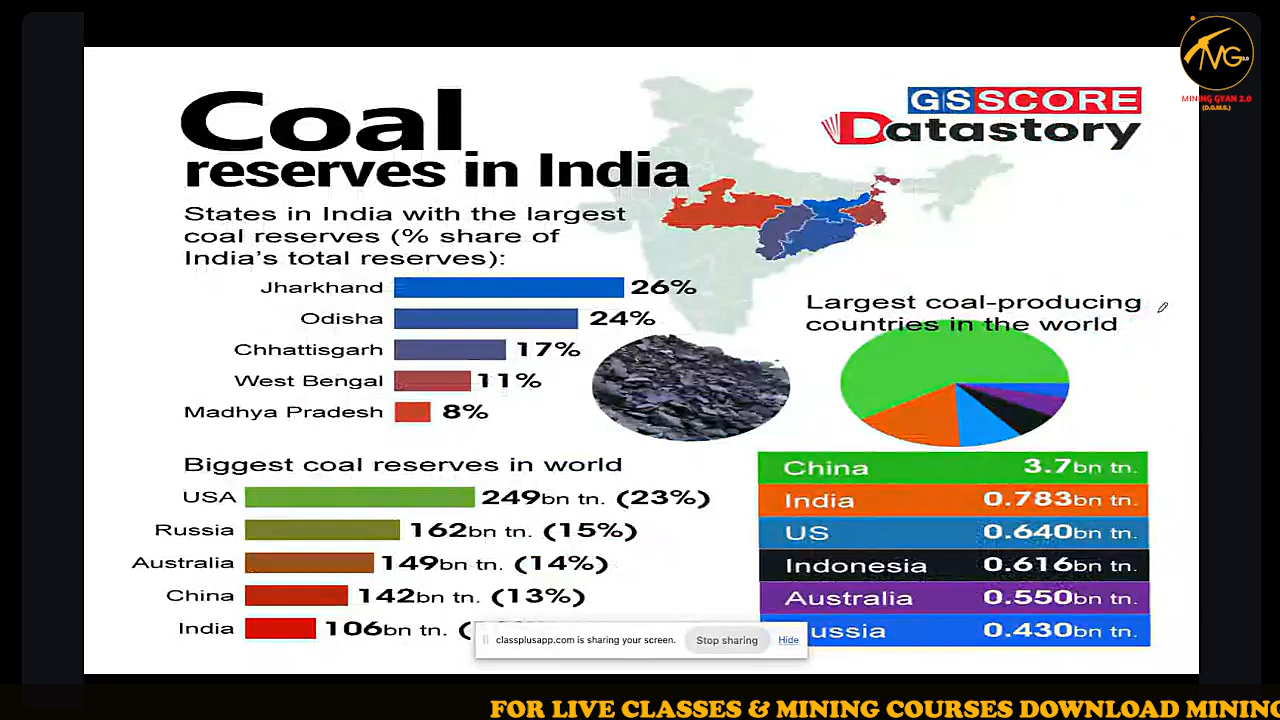 Coal
reserves in India
States in India with the largest
coal reserves (% share of
India's total reserves):
Jharkhand 26%
Odisha 24%
Chhattisgarh 17%
West Bengal 11%
Madhya Pradesh 8%
GSSCORE
Datastory
MG 2.0
MINING GYAN 2.0
(D.G.M.S.)
Largest coal-producing
countries in the world
China 3.7bn tn.
India 0.783bn tn.
US 0.640bn tn.
Indonesia 0.616bn tn.
Australia 0.550bn tn.
ussia 0.430bn tn.
Biggest coal reserves in world
USA 249bn tn. (23%)
Russia 162bn tn. (15%)
Australia 149bn tn. (14%)
China 142bn tn. (13%)
India 106bn tn. (
classplusapp.com is sharing your screen. Stop sharing Hide
FOR LIVE CLASSES & MINING COURSES DOWNLOAD MINING